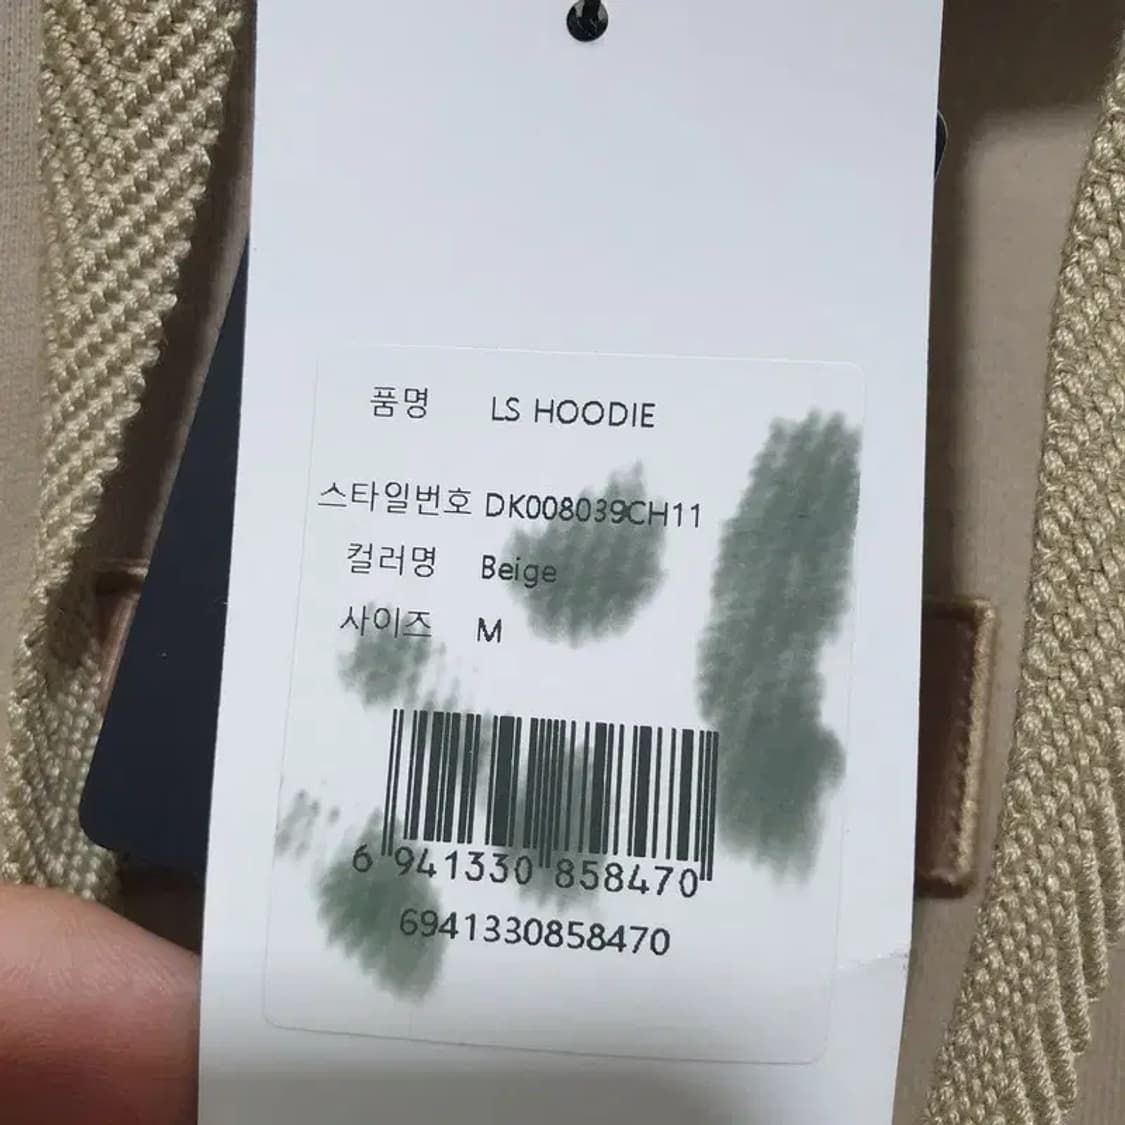 품명 LS HOODIE
스타일번호 DK008039CH11
컬러명 Beige
사이즈 M
6 941330 858470
6941330858470